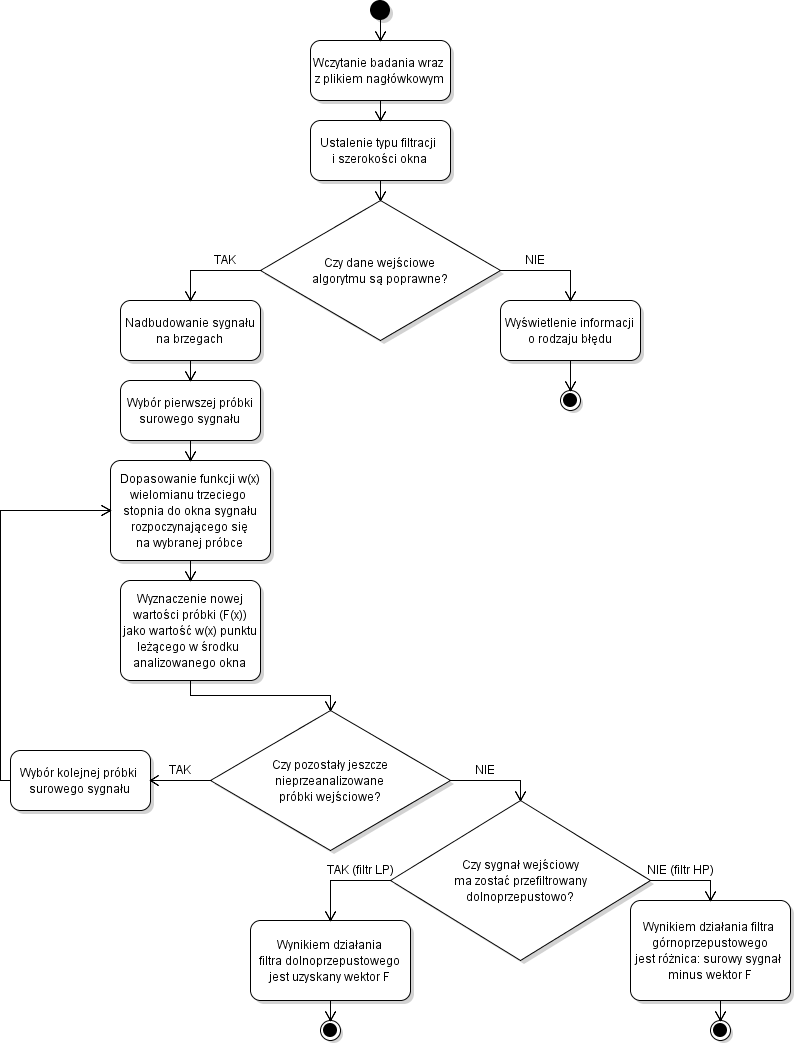 Wczytanie badania wraz
z plikiem nagłówkowym
Ustalenie typu filtracji
i szerokości okna
Czy dane wejściowe
algorytmu są poprawne?
TAK
NIE
Nadbudowanie sygnału
na brzegach
Wyświetlenie informacji
o rodzaju błędu
Wybór pierwszej próbki
surowego sygnału
Dopasowanie funkcji w(x)
wielomianu trzeciego
stopnia do okna sygnału
rozpoczynającego się
na wybranej próbce
Wyznaczenie nowej
wartości próbki (F(x))
jako wartość w(x) punktu
leżącego w środku
analizowanego okna
Czy pozostały jeszcze
nieprzeanalizowane
próbki wejściowe?
TAK
NIE
Wybór kolejnej próbki
surowego sygnału
Czy sygnał wejściowy
ma zostać przefiltrowany
dolnoprzepustowo?
TAK (filtr LP)
NIE (filtr HP)
Wynikiem działania
filtra dolnoprzepustowego
jest uzyskany wektor F
Wynikiem działania filtra
górnoprzepustowego
jest różnica: surowy sygnał
minus wektor F